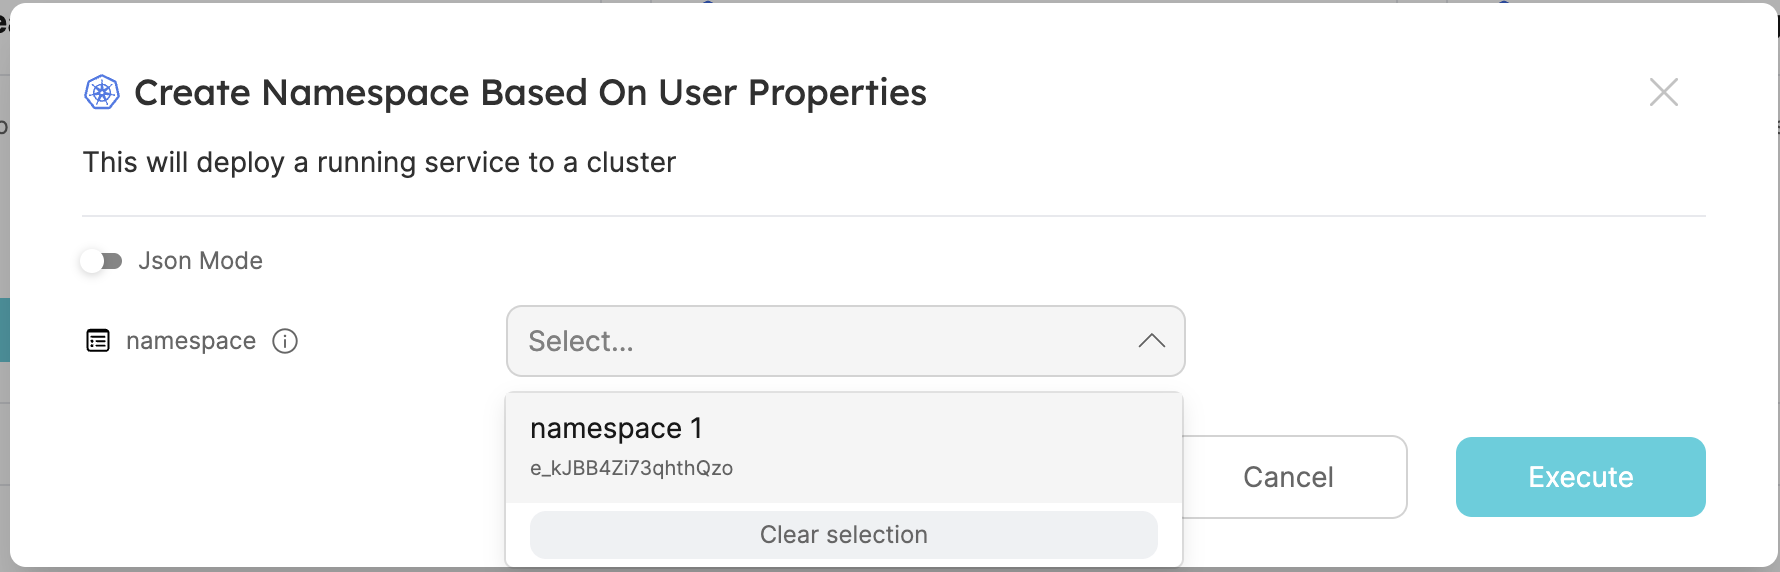 Create Namespace Based On User Properties
This will deploy a running service to a cluster
Json Mode
namespace
Select...
namespace 1
e_kJBB4Zi73qhthQzo
Clear selection
Cancel
Execute